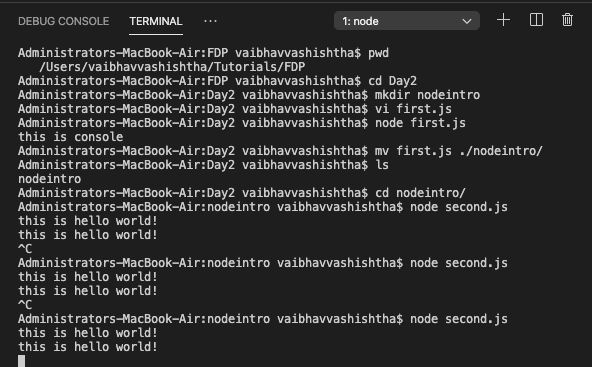 DEBUG CONSOLE TERMINAL ··· 1: node
Administrators-MacBook-Air:FDP vaibhavvashishtha$ pwd
/Users/vaibhavvashishtha/Tutorials/FDP
Administrators-MacBook-Air:FDP vaibhavvashishtha$ cd Day2
Administrators-MacBook-Air:Day2 vaibhavvashishtha$ mkdir nodeintro
Administrators-MacBook-Air:Day2 vaibhavvashishtha$ vi first.js
Administrators-MacBook-Air:Day2 vaibhavvashishtha$ node first.js
this is console
Administrators-MacBook-Air:Day2 vaibhavvashishtha$ mv first.js ./nodeintro/
Administrators-MacBook-Air:Day2 vaibhavvashishtha$ ls
nodeintro
Administrators-MacBook-Air:Day2 vaibhavvashishtha$ cd nodeintro/
Administrators-MacBook-Air:nodeintro vaibhavvashishtha$ node second.js
this is hello world!
this is hello world!
^C
Administrators-MacBook-Air:nodeintro vaibhavvashishtha$ node second.js
this is hello world!
this is hello world!
^C
Administrators-MacBook-Air:nodeintro vaibhavvashishtha$ node second.js
this is hello world!
this is hello world!